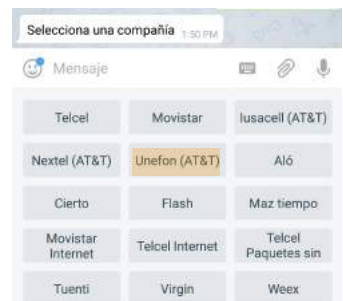 Selecciona una compañía 1:50 PM
Mensaje
Telcel Movistar Iusacell (AT&T)
Nextel (AT&T) Unefon (AT&T) Aló
Cierto Flash Maz tiempo
Movistar
Internet
Telcel Internet
Telcel
Paquetes sin
Tuenti Virgin Weex